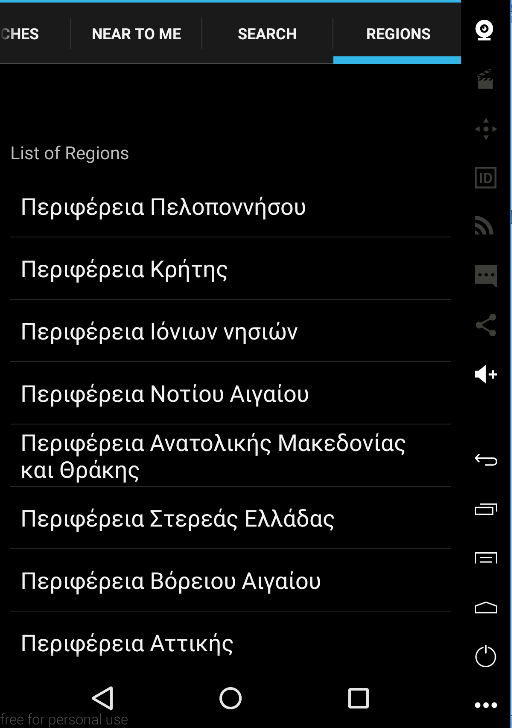 CHES NEAR TO ME SEARCH REGIONS
List of Regions
Περιφέρεια Πελοποννήσου
Περιφέρεια Κρήτης
Περιφέρεια Ιόνιων νησιών
Περιφέρεια Νοτίου Αιγαίου
Περιφέρεια Ανατολικής Μακεδονίας
και Θράκης
Περιφέρεια Στερεάς Ελλάδας
Περιφέρεια Βόρειου Αιγαίου
Περιφέρεια Αττικής
free for personal use
ID